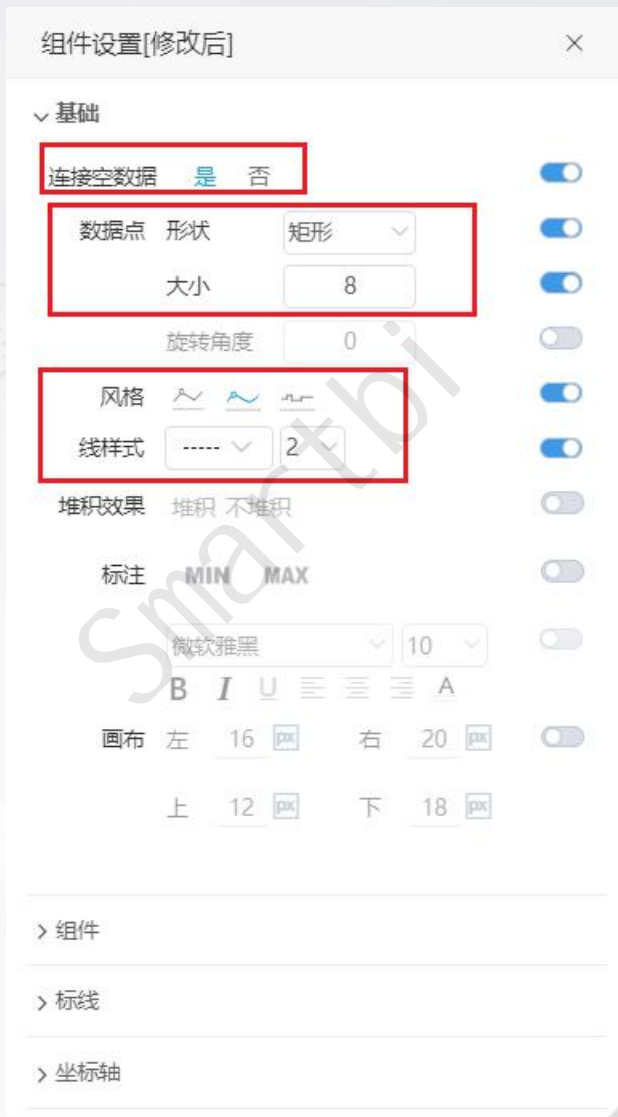 组件设置[修改后]
基础
连接空数据 是 否
数据点 形状 矩形
大小 8
旋转角度 0
风格
线样式 ----- 2
堆积效果 堆积 不堆积
标注 MIN MAX
微软雅黑 10
B I U A
画布 左 16 px 右 20 px
上 12 px 下 18 px
组件
标线
坐标轴
Smartbi